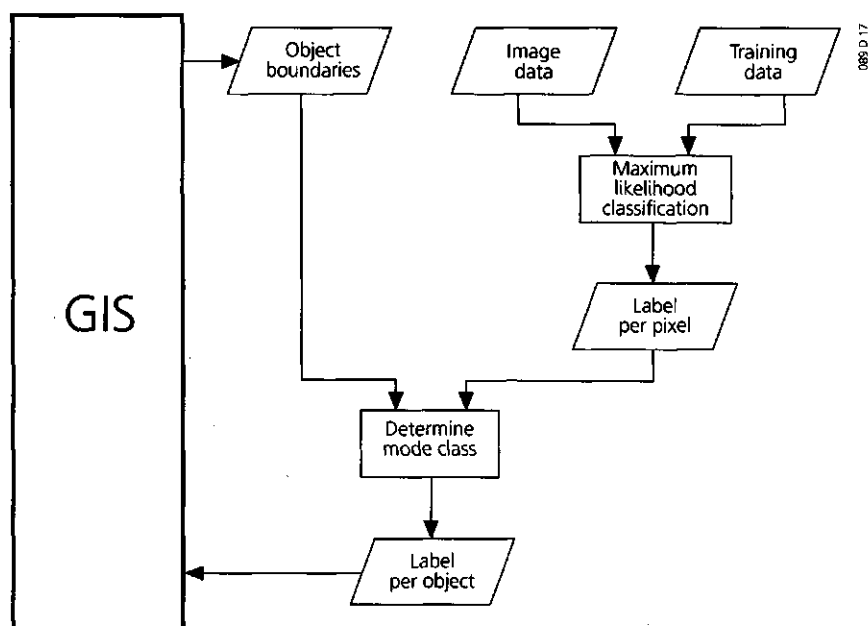 Object
boundaries
Image
data
Training
data
089 D 17
Maximum
likelihood
classification
GIS
Label
per pixel
Determine
mode class
Label
per object